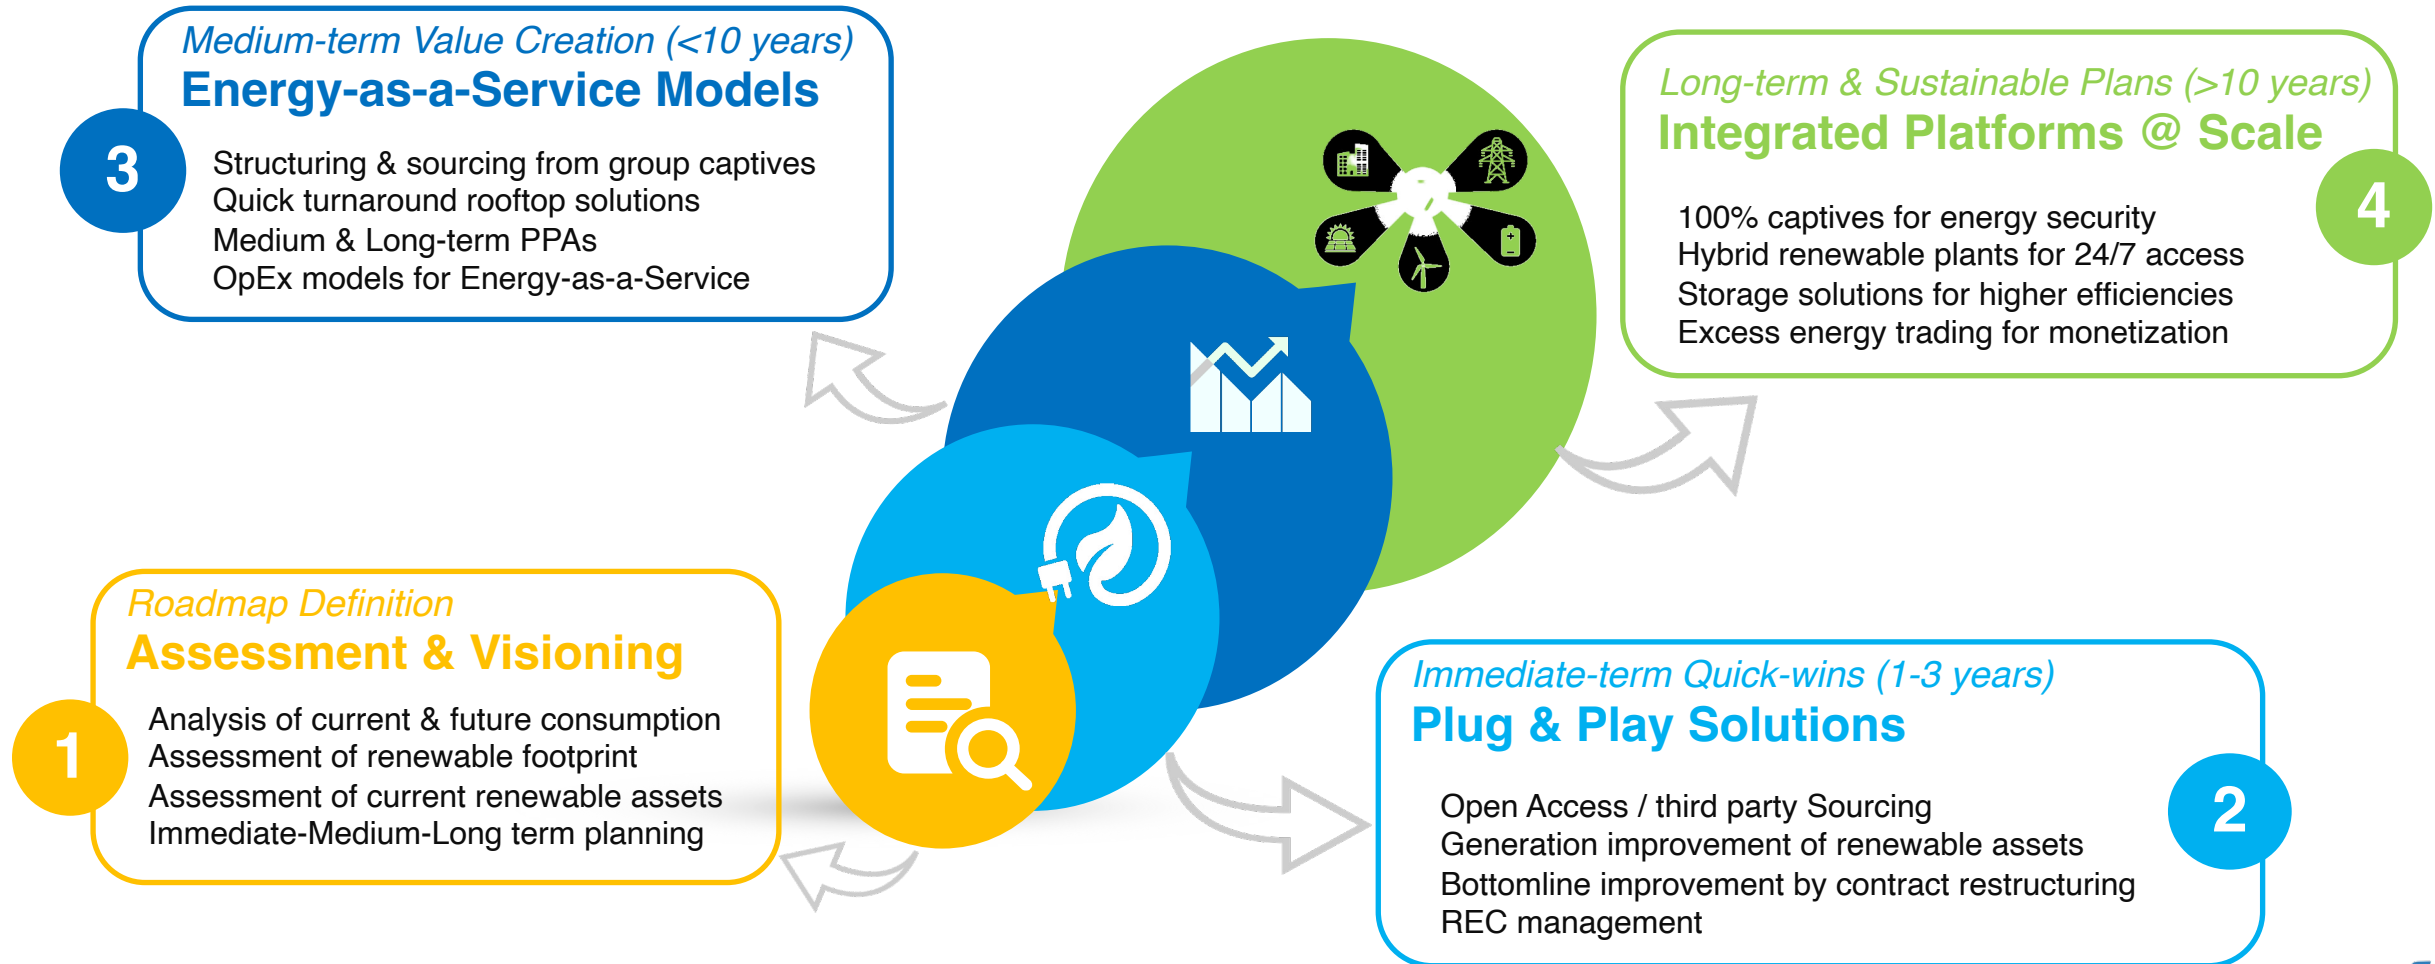 Medium-term Value Creation (<10 years)
Energy-as-a-Service Models
3
Structuring & sourcing from group captives
Quick turnaround rooftop solutions
Medium & Long-term PPAs
OpEx models for Energy-as-a-Service
Long-term & Sustainable Plans (>10 years)
Integrated Platforms @ Scale
4
100% captives for energy security
Hybrid renewable plants for 24/7 access
Storage solutions for higher efficiencies
Excess energy trading for monetization
Roadmap Definition
Assessment & Visioning
1
Analysis of current & future consumption
Assessment of renewable footprint
Assessment of current renewable assets
Immediate-Medium-Long term planning
Immediate-term Quick-wins (1-3 years)
Plug & Play Solutions
2
Open Access / third party Sourcing
Generation improvement of renewable assets
Bottomline improvement by contract restructuring
REC management